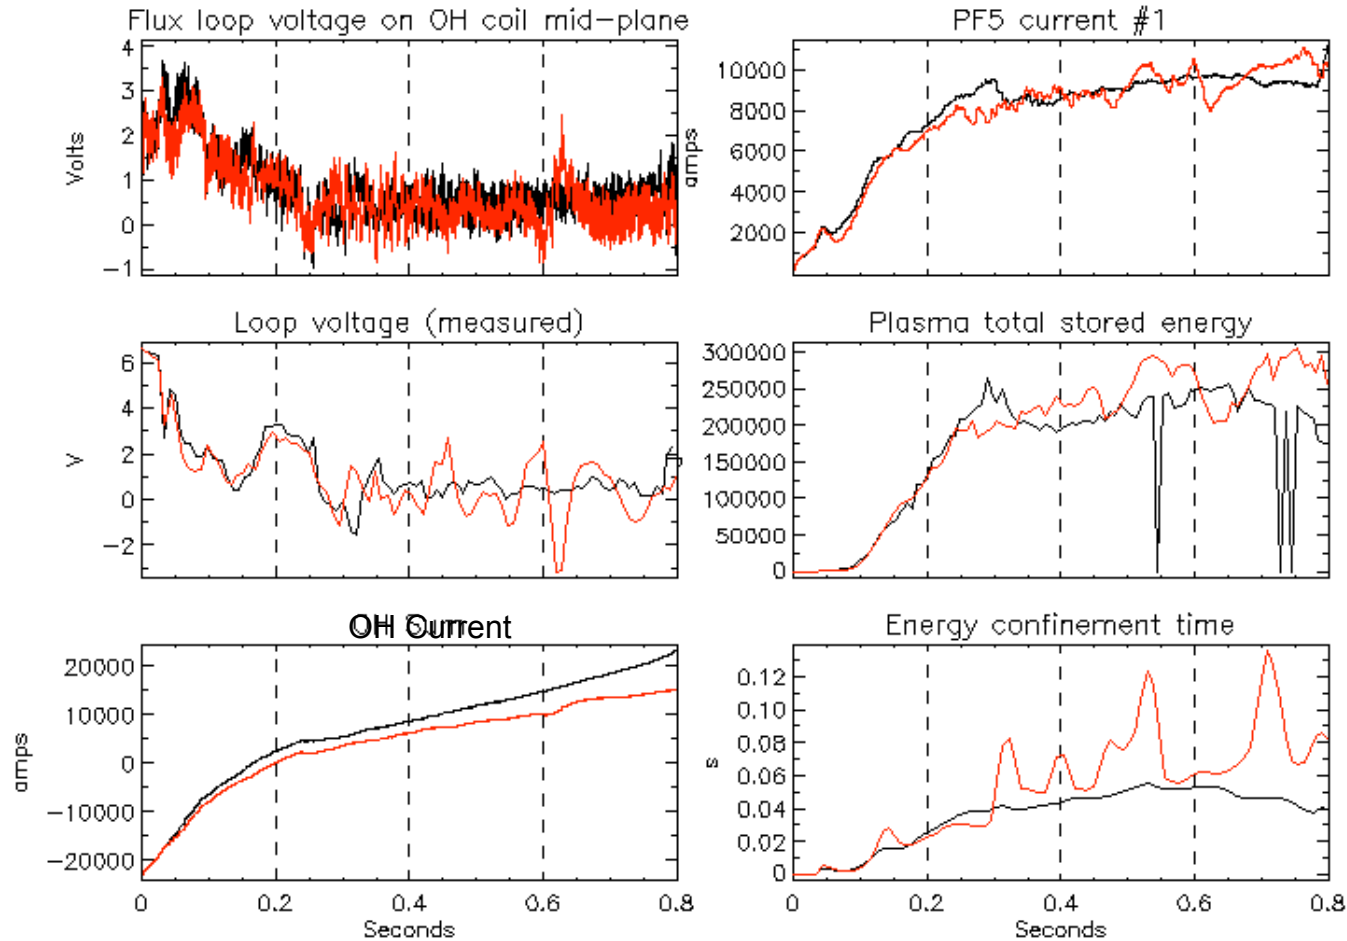 Flux loop voltage on OH coil mid-plane
4
3
2
1
0
−1
Volts
PF5 current #1
10000
8000
6000
4000
2000
amps
Loop voltage (measured)
6
4
2
0
−2
V
Plasma total stored energy
300000
250000
200000
150000
100000
50000
0
OH Current
20000
10000
0
−10000
−20000
amps
0 0.2 0.4 0.6 0.8
Seconds
Energy confinement time
0.12
0.10
0.08
0.06
0.04
0.02
0
s
0 0.2 0.4 0.6 0.8
Seconds